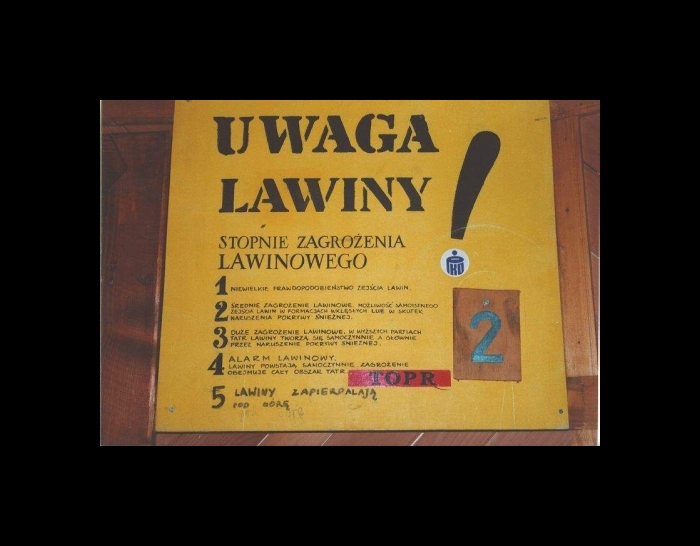 UWAGA
LAWINY !
STOPNIE ZAGROŻENIA
LAWINOWEGO
PKO
1 NIEWIELKIE PRAWDOPODOBIEŃSTWO ZEJŚCIA LAWIN.
2 ŚREDNIE ZAGROŻENIE LAWINOWE. MOŻLIWOŚĆ SAMOISTNEGO
ZEJŚCIA LAWIN W FORMACJACH WKLĘSŁYCH LUB W SKUTEK
NARUSZENIA POKRYWY ŚNIEŻNEJ.
2
3 DUŻE ZAGROŻENIE LAWINOWE. W WYŻSZYCH PARTIACH
TATR LAWINY TWORZĄ SIĘ SAMOCZYNNIE A GŁÓWNIE
PRZEZ NARUSZENIE POKRYWY ŚNIEŻNEJ.
4 ALARM LAWINOWY.
LAWINY POWSTAJĄ SAMOCZYNNIE ZAGROŻENIE
OBEJMUJE CAŁY OBSZAR TATR.
TOPR
5 LAWINY ZAPIERDALAJĄ
POD GÓRĘ